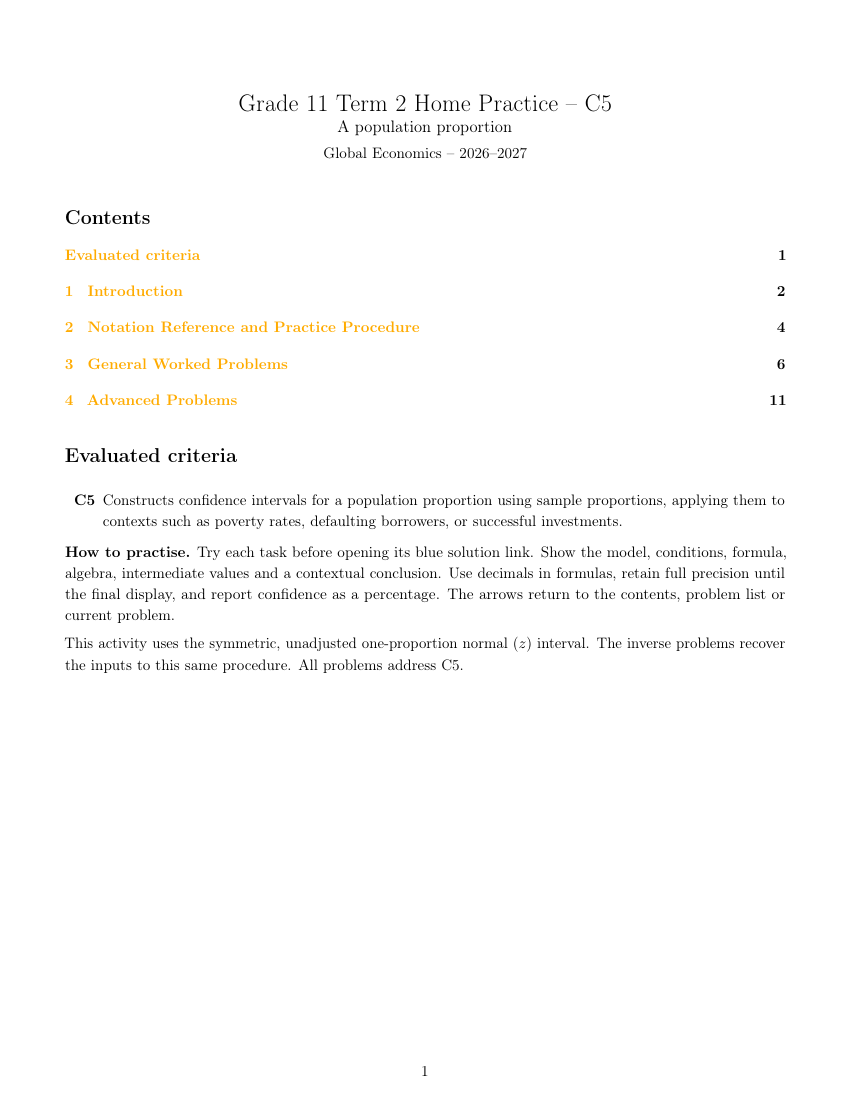 Grade 11 Term 2 Home Practice – C5
A population proportion
Global Economics – 2026–2027
Contents
Evaluated criteria 1
1 Introduction 2
2 Notation Reference and Practice Procedure 4
3 General Worked Problems 6
4 Advanced Problems 11
Evaluated criteria
C5 Constructs confidence intervals for a population proportion using sample proportions, applying them to
contexts such as poverty rates, defaulting borrowers, or successful investments.
How to practise. Try each task before opening its blue solution link. Show the model, conditions, formula,
algebra, intermediate values and a contextual conclusion. Use decimals in formulas, retain full precision until
the final display, and report confidence as a percentage. The arrows return to the contents, problem list or
current problem.
This activity uses the symmetric, unadjusted one-proportion normal (z) interval. The inverse problems recover
the inputs to this same procedure. All problems address C5.
1